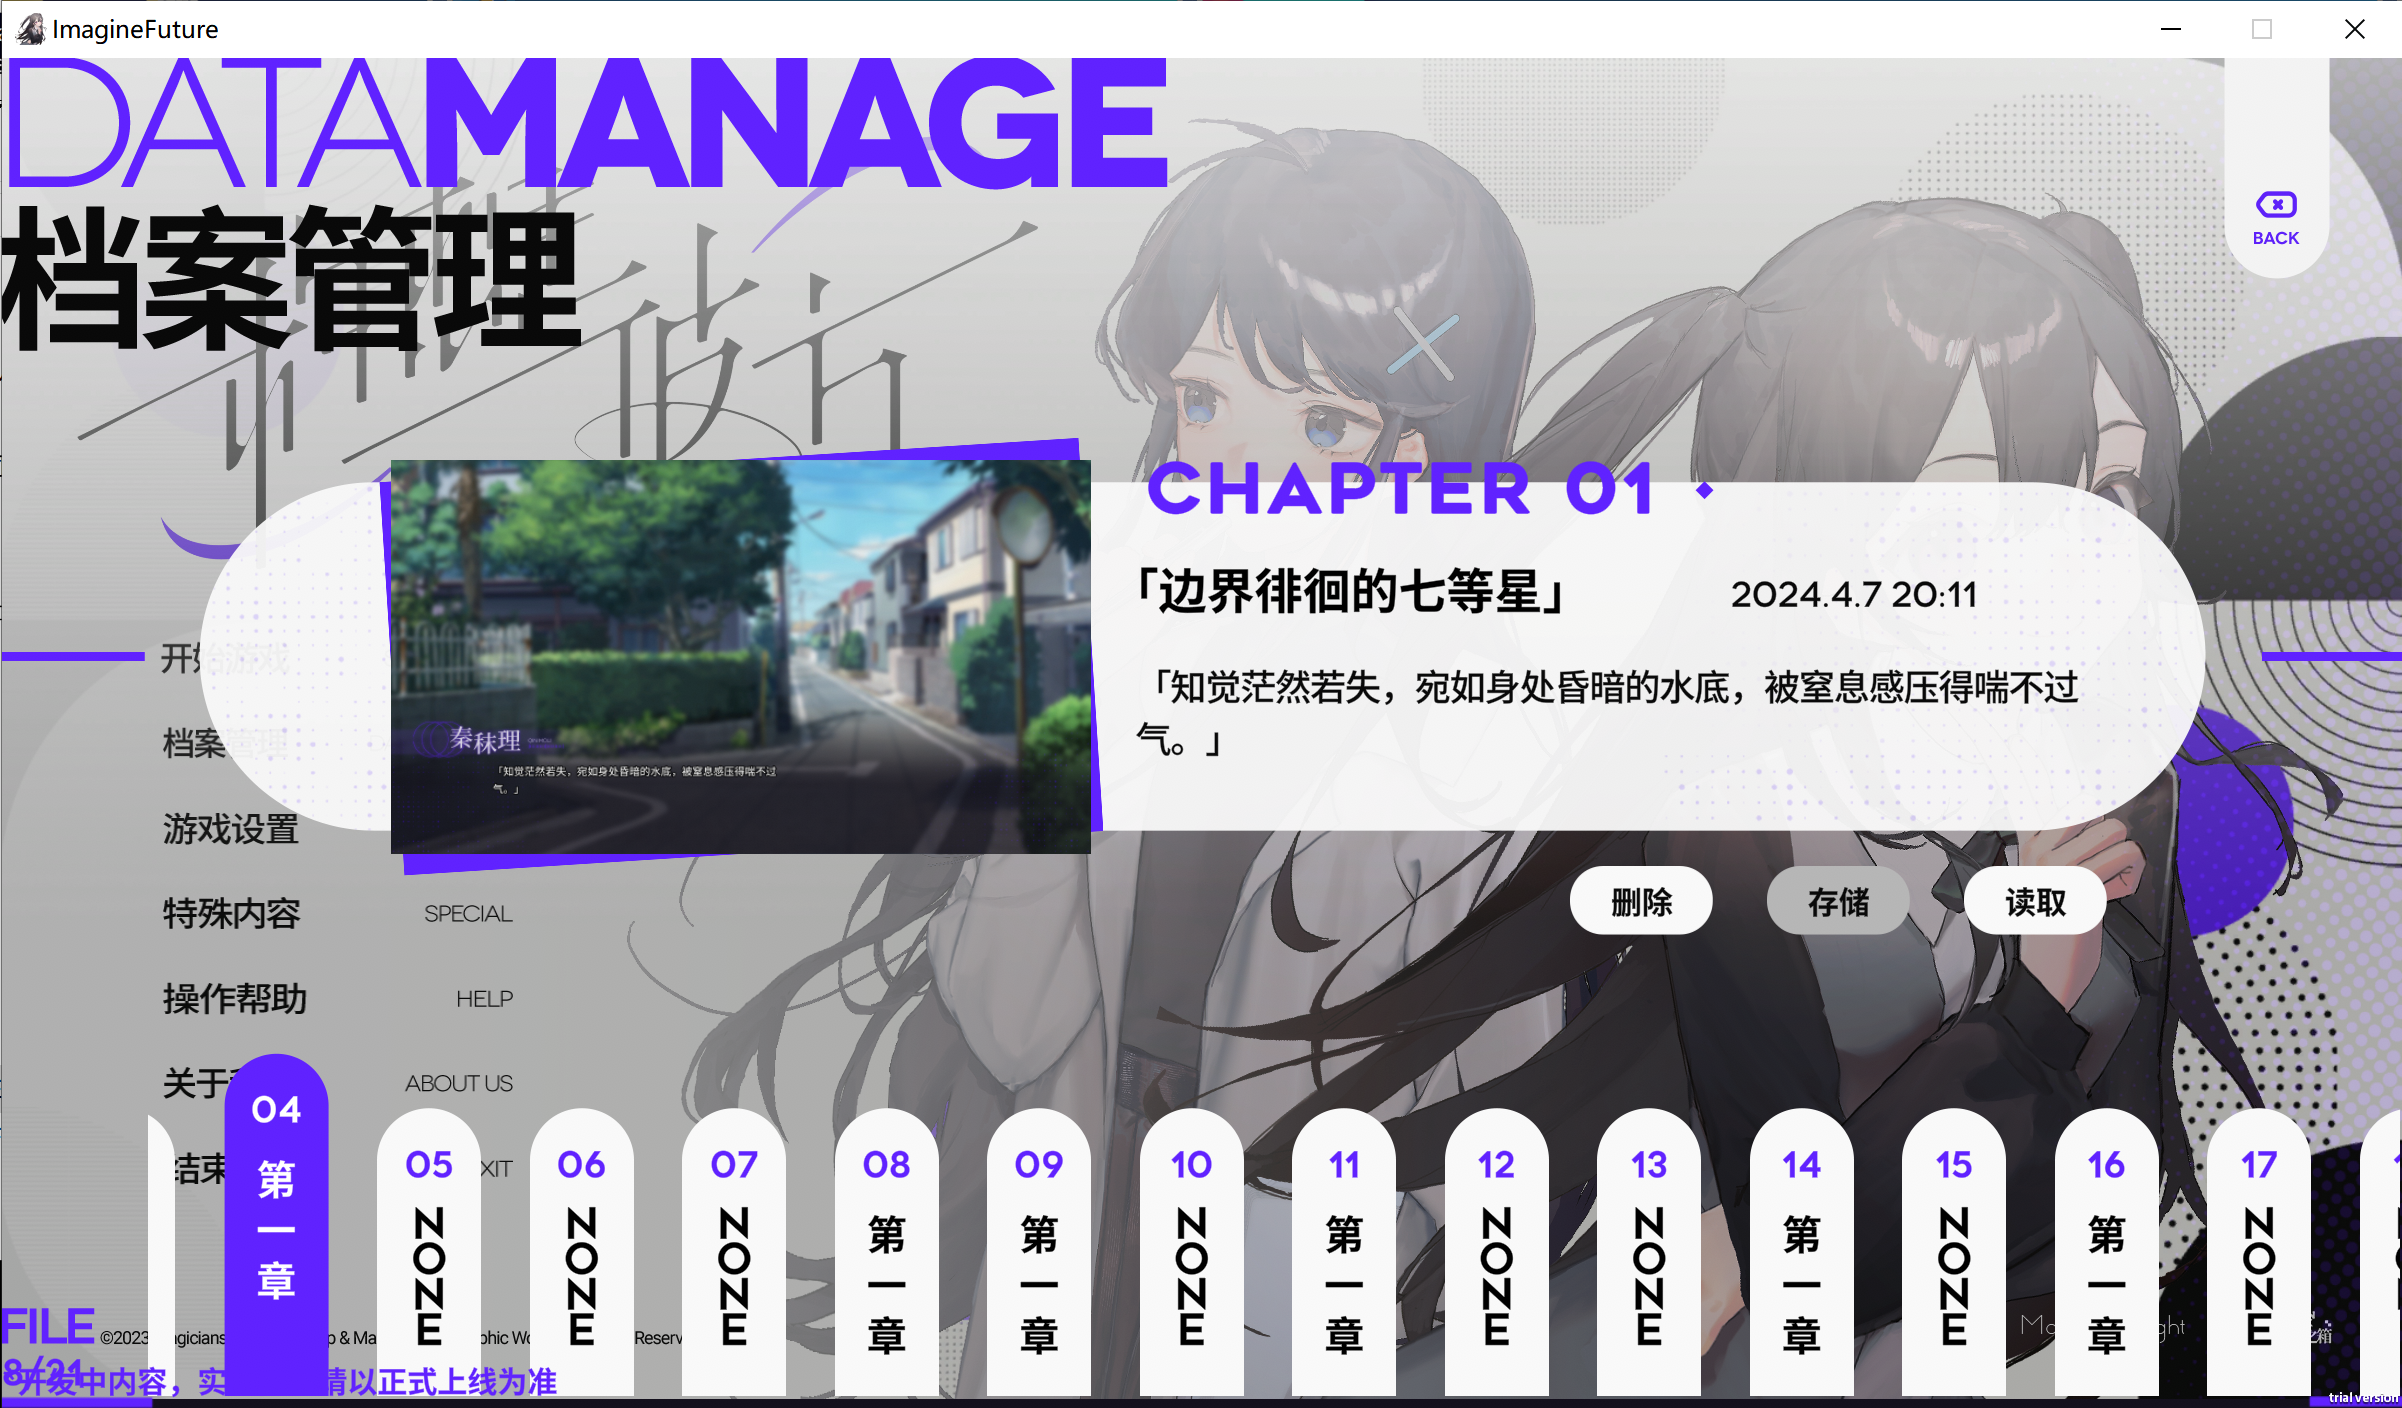 ImagineFuture
DATAMANAGE
档案管理
BACK
CHAPTER 01
「边界徘徊的七等星」
2024.4.7 20:11
「知觉茫然若失，宛如身处昏暗的水底，被窒息感压得喘不过
气。」
秦秣理
「知觉茫然若失，宛如身处昏暗的水底，被窒息感压得喘不过
气。」
删除
存储
读取
开始游戏
档案管理
游戏设置
特殊内容
SPECIAL
操作帮助
HELP
关于
ABOUT US
结束
XIT
04
第一章
05
NONE
06
NONE
07
NONE
08
第一章
09
第一章
10
NONE
11
第一章
12
NONE
13
NONE
14
第一章
15
NONE
16
第一章
17
NONE
FILE
8/21
©2023
开发中内容，实
请以正式上线为准
trial version